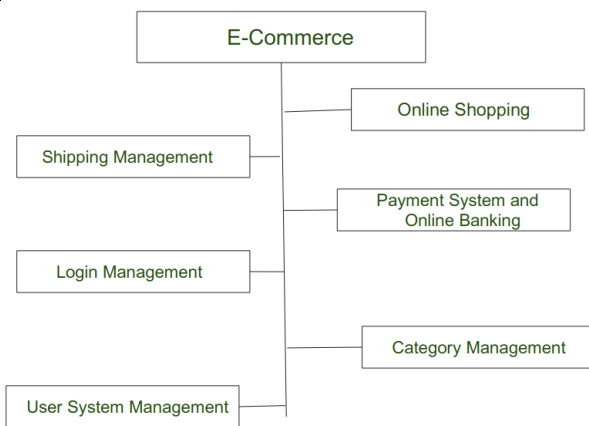 E-Commerce
Online Shopping
Shipping Management
Payment System and
Online Banking
Login Management
Category Management
User System Management